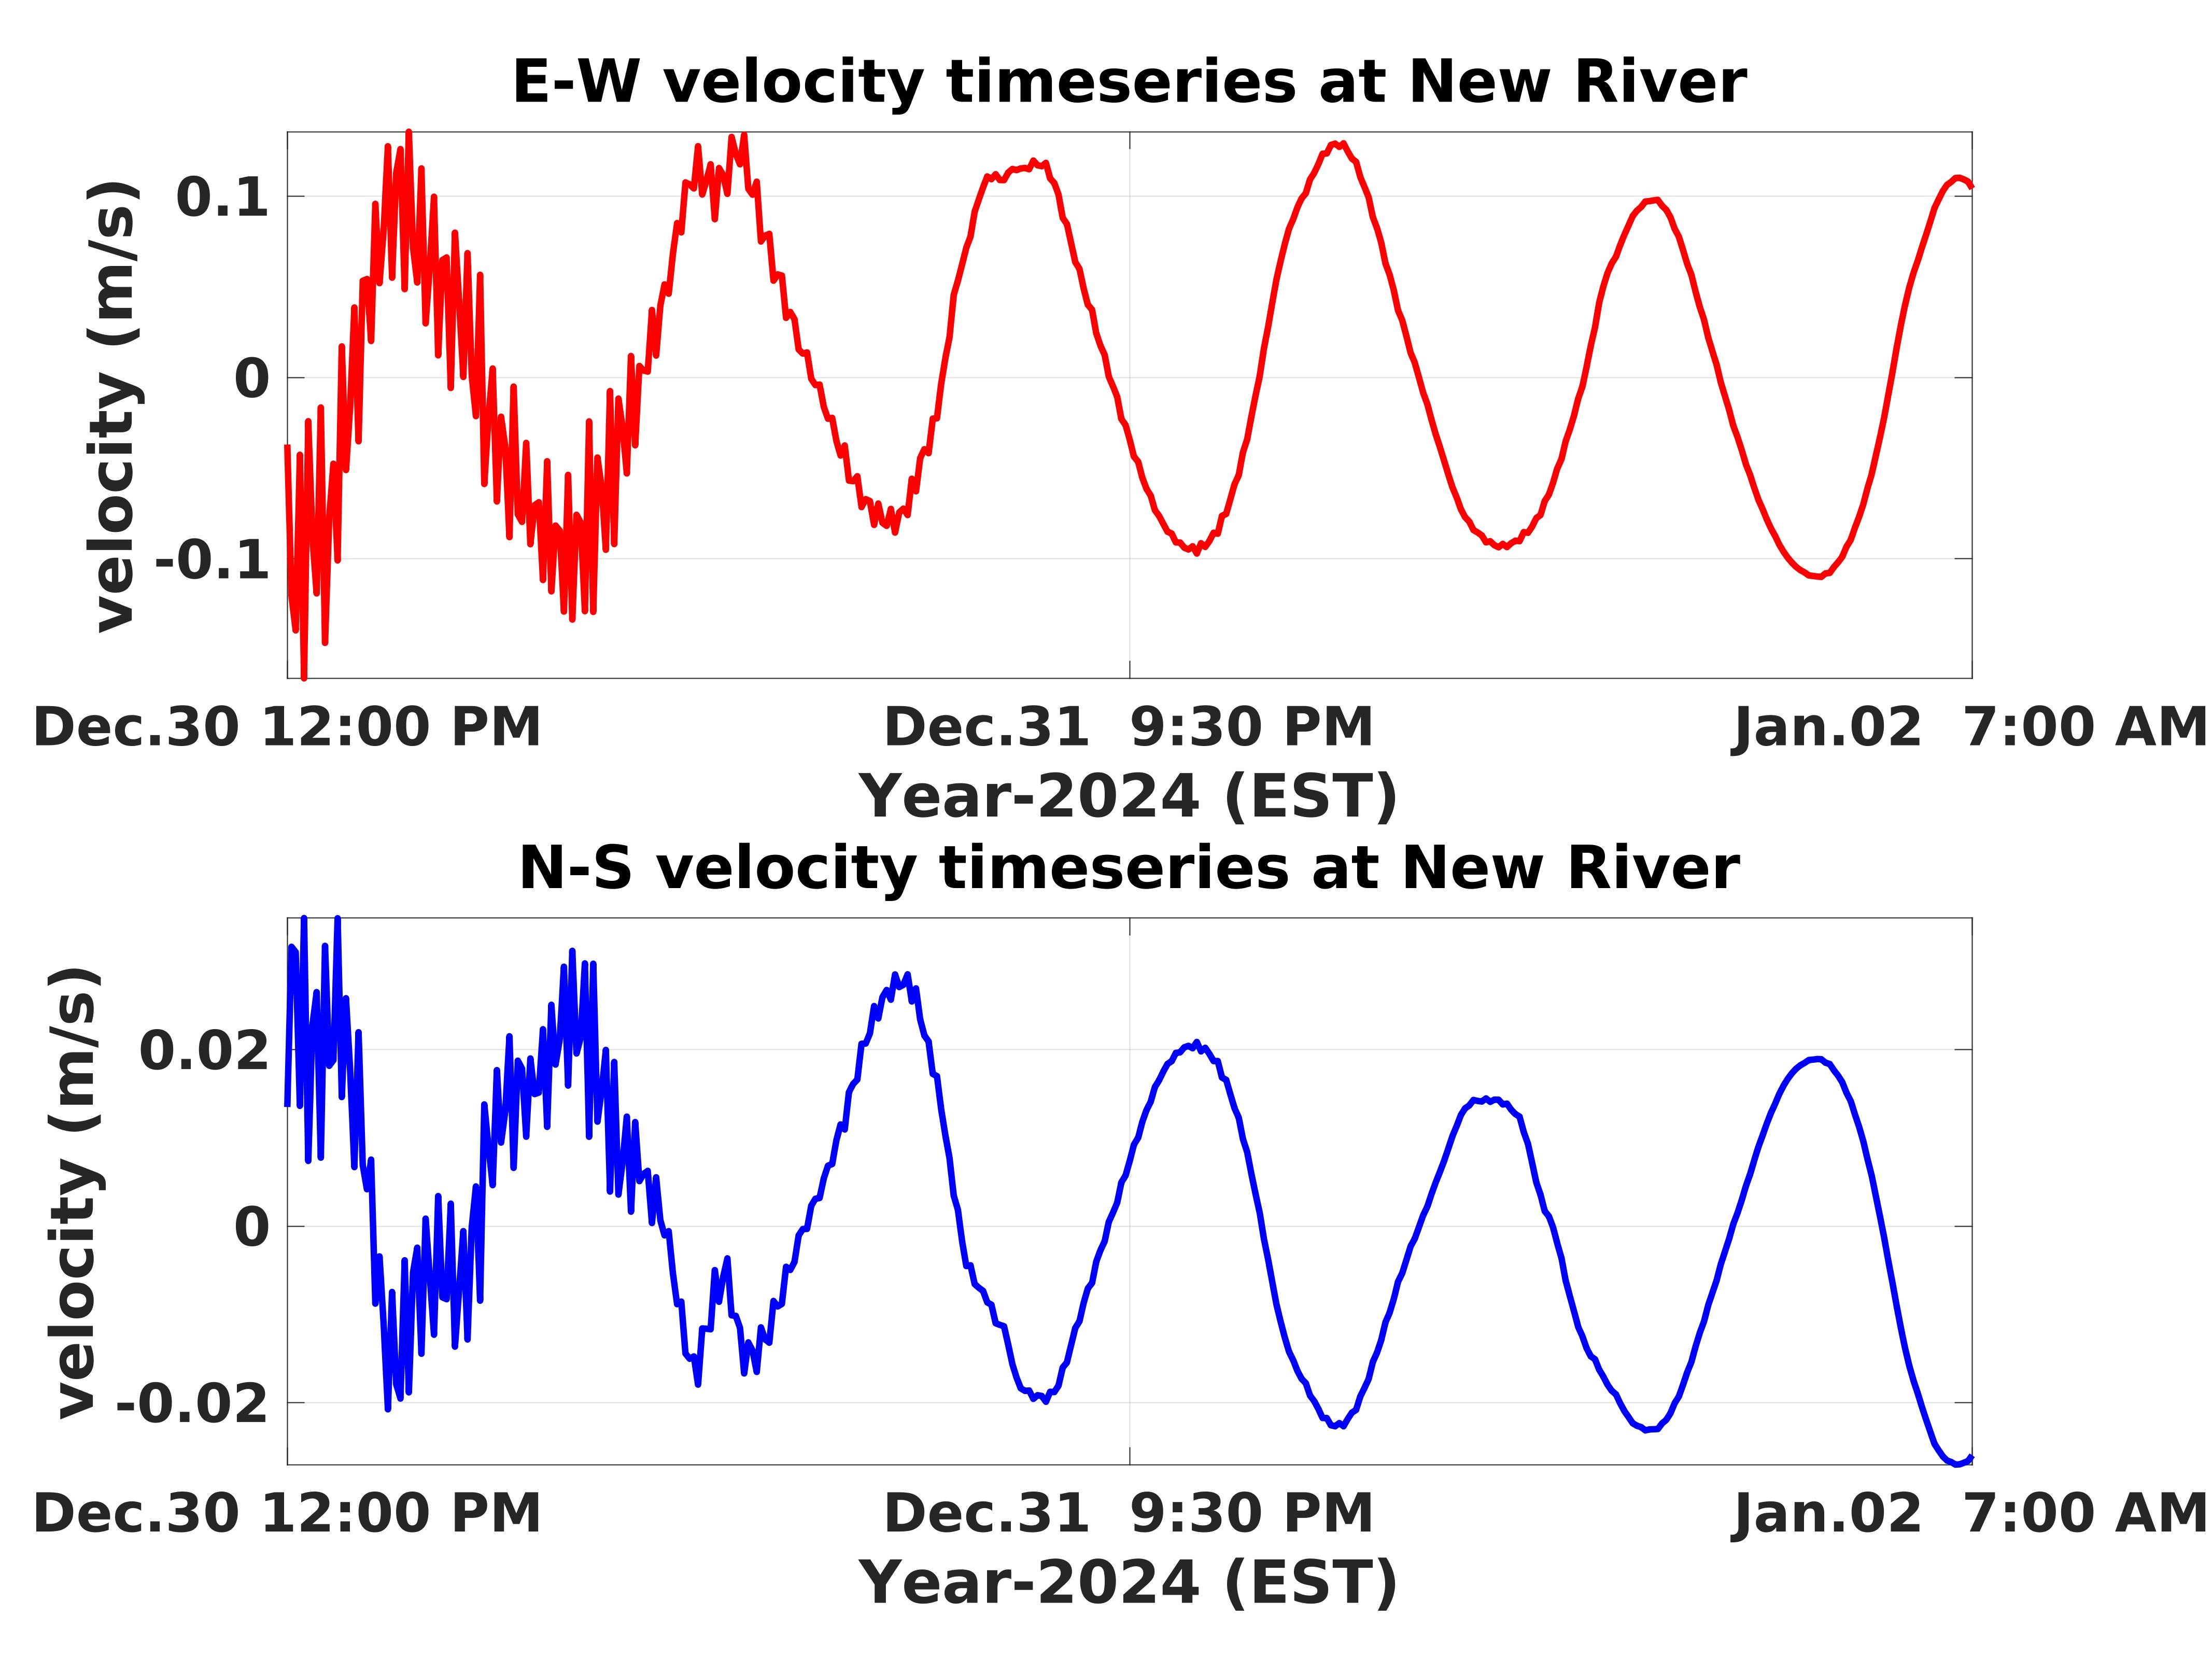 E-W velocity timeseries at New River
velocity (m/s)
0.1
0
-0.1
Dec.30 12:00 PM Dec.31 9:30 PM Jan.02 7:00 AM
Year-2024 (EST)
N-S velocity timeseries at New River
velocity (m/s)
0.02
0
-0.02
Dec.30 12:00 PM Dec.31 9:30 PM Jan.02 7:00 AM
Year-2024 (EST)